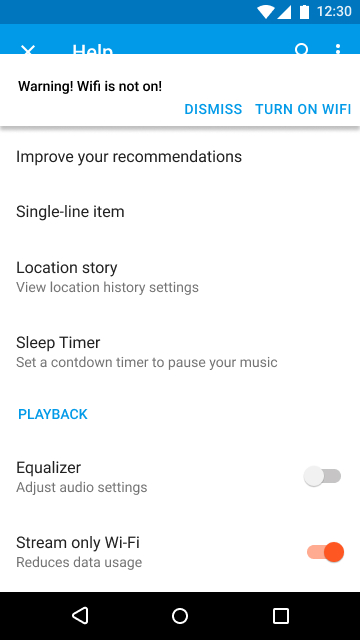 12:30
Help
Warning! Wifi is not on!
DISMISS TURN ON WIFI
Improve your recommendations
Single-line item
Location story
View location history settings
Sleep Timer
Set a contdown timer to pause your music
PLAYBACK
Equalizer
Adjust audio settings
Stream only Wi-Fi
Reduces data usage